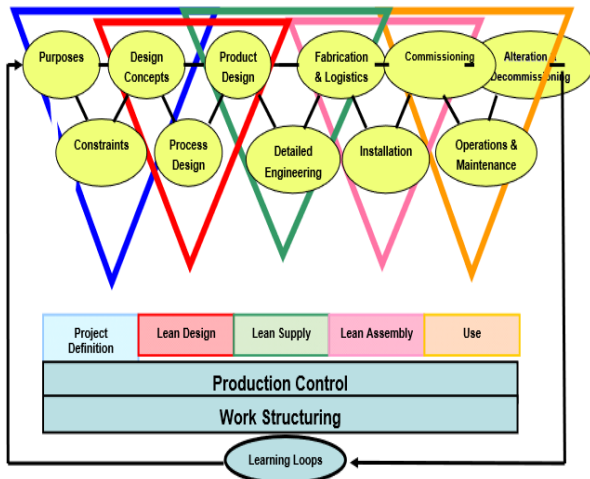 Purposes
Design
Concepts
Product
Design
Fabrication
& Logistics
Commissioning
Alteration
Decommissioning
Constraints
Process
Design
Detailed
Engineering
Installation
Operations &
Maintenance
Project
Definition
Lean Design
Lean Supply
Lean Assembly
Use
Production Control
Work Structuring
Learning Loops